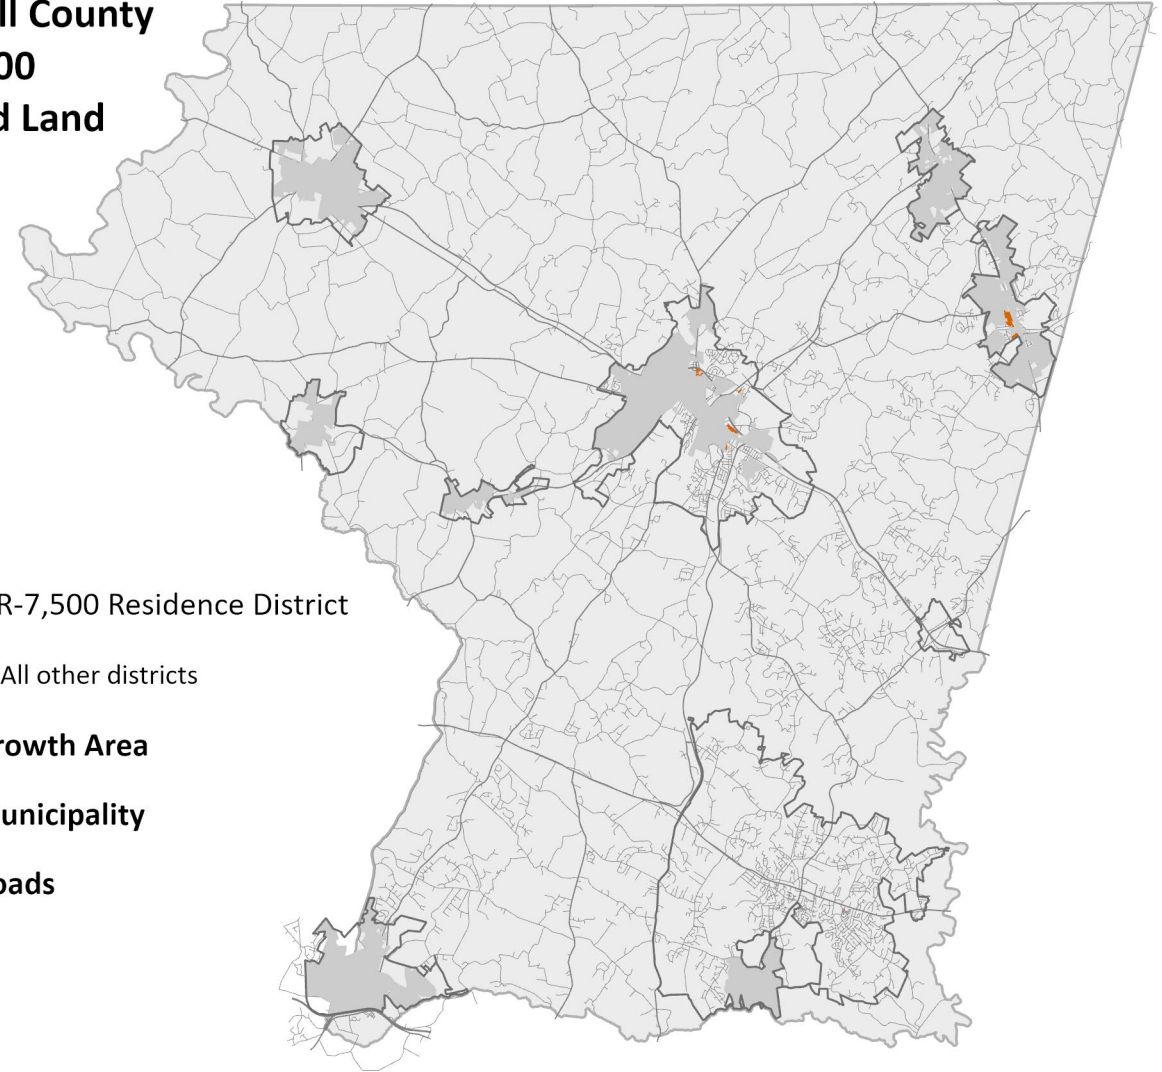 ll County
00
d Land
R-7,500 Residence District
All other districts
rowth Area
unicipality
oads